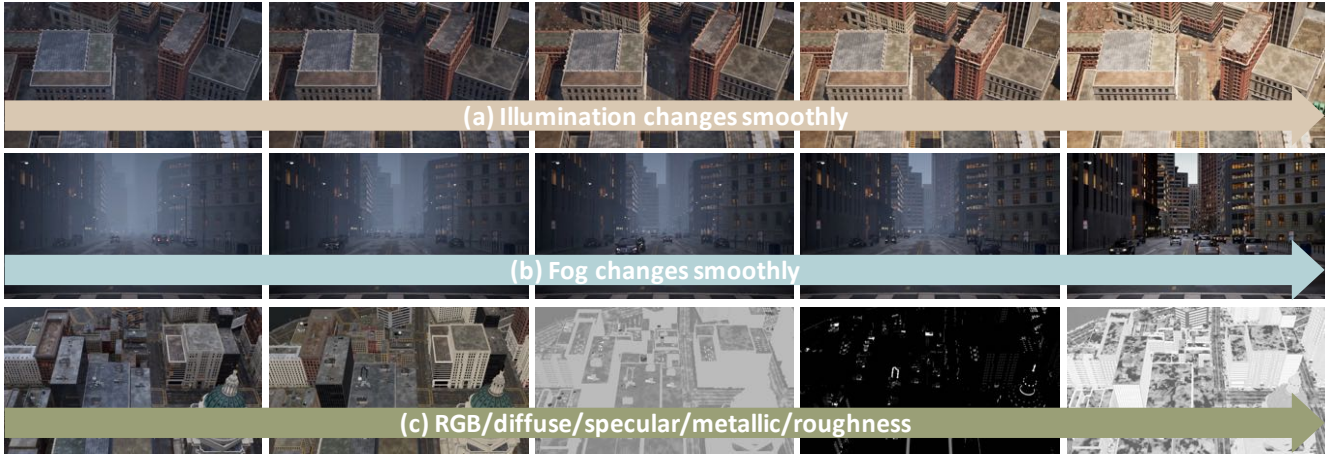 (a) Illumination changes smoothly
(b) Fog changes smoothly
(c) RGB/diffuse/specular/metallic/roughness